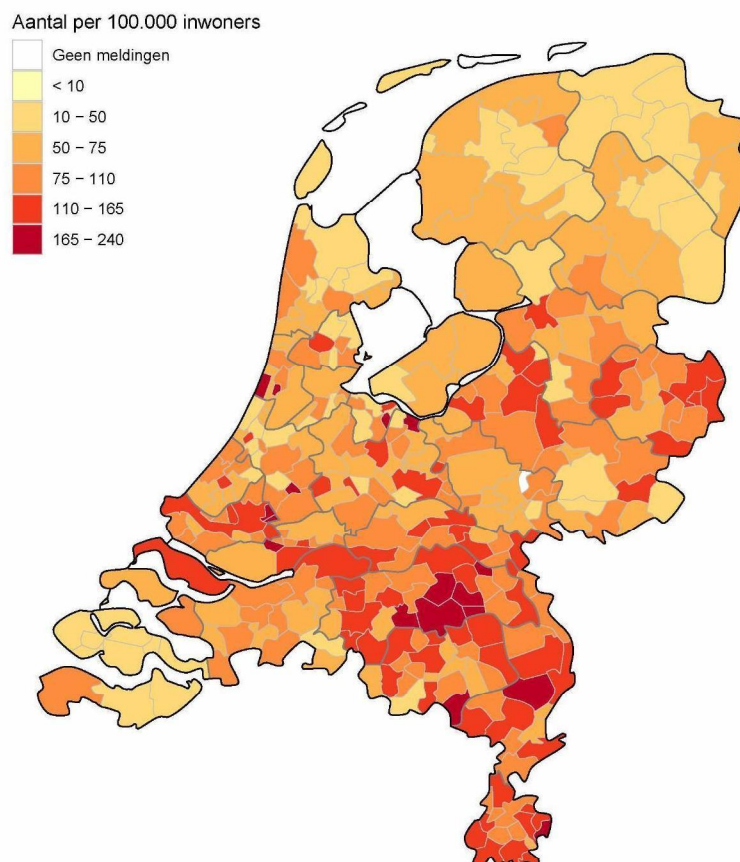 Aantal per 100.000 inwoners
Geen meldingen
< 10
10 − 50
50 − 75
75 − 110
110 − 165
165 − 240